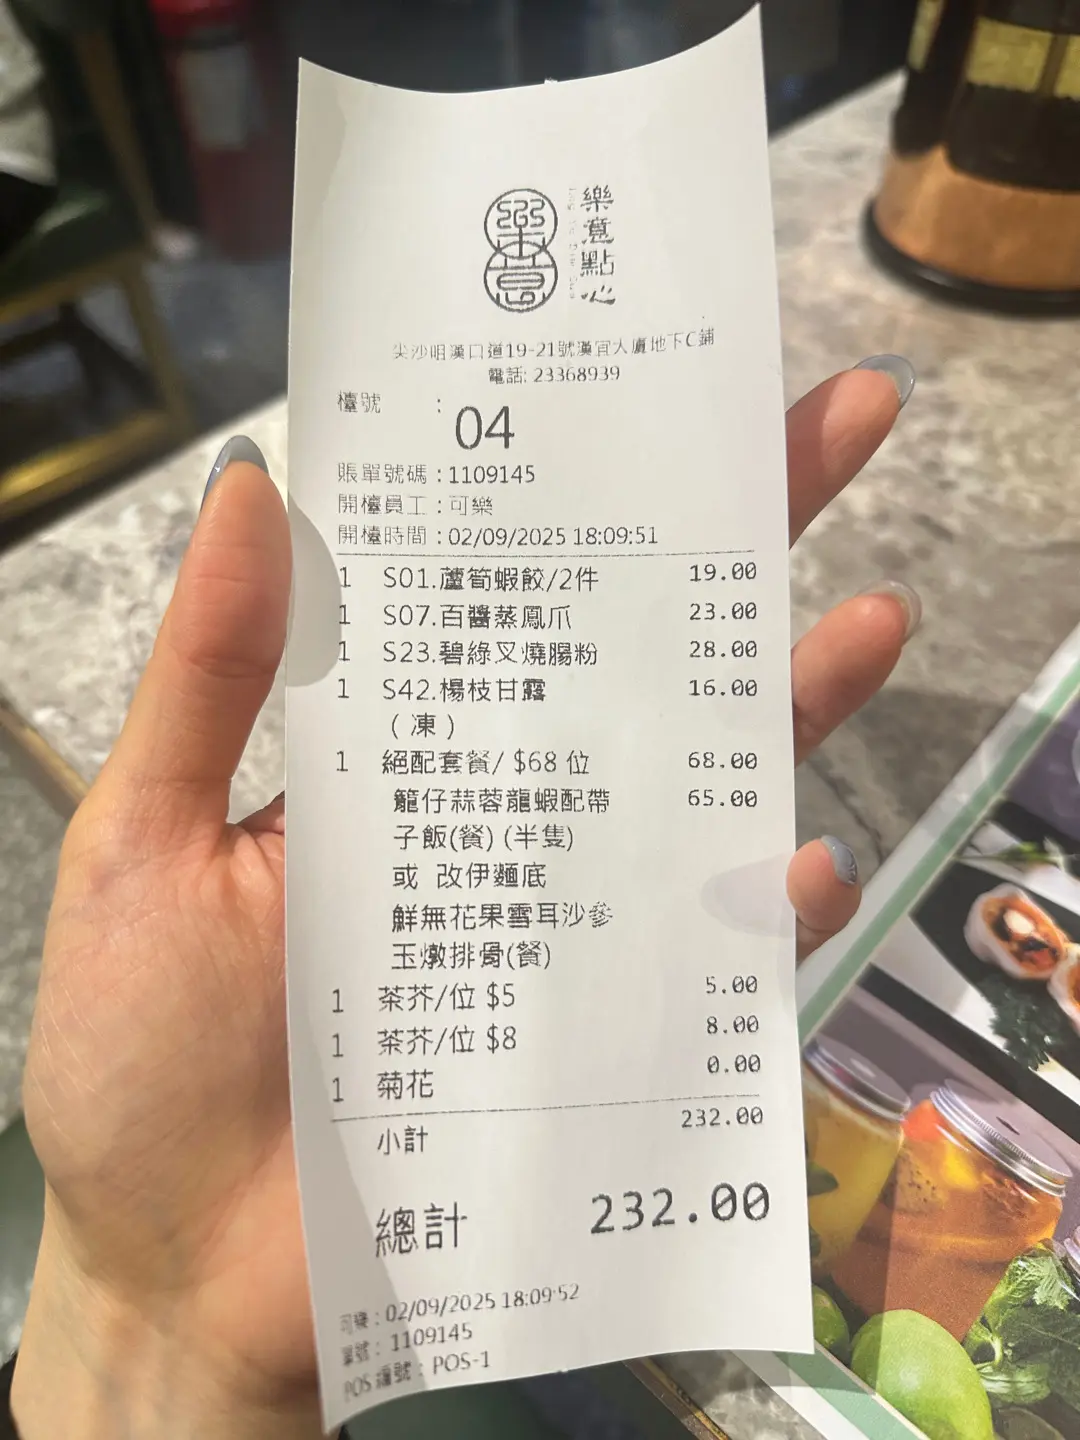 樂意
樂意點心
尖沙咀漢口道19-21號漢宜大廈地下C鋪
電話: 23368939
檯號 :
04
賬單號碼 : 1109145
開檯員工 : 可樂
開檯時間 : 02/09/2025 18:09:51
1 S01.蘆筍蝦餃/2件 19.00
1 S07.百醬蒸鳳爪 23.00
1 S23.碧綠叉燒腸粉 28.00
1 S42.楊枝甘露 16.00
( 凍 )
1 絕配套餐/ $68 位 68.00
籠仔蒜蓉龍蝦配帶 65.00
子飯(餐) (半隻)
或 改伊麵底
鮮無花果雪耳沙參
玉燉排骨(餐)
1 茶芥/位 $5 5.00
1 茶芥/位 $8 8.00
1 菊花 0.00
小計 232.00
總計 232.00
可樂 : 02/09/2025 18:09:52
單號 : 1109145
POS 編號 : POS-1